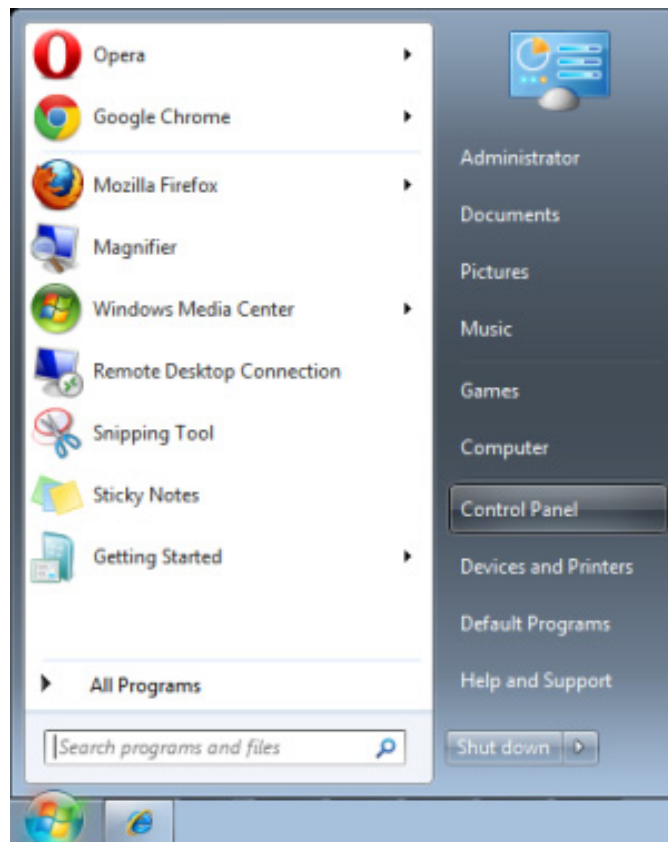 Opera
Google Chrome
Mozilla Firefox
Magnifier
Windows Media Center
Remote Desktop Connection
Snipping Tool
Sticky Notes
Getting Started
All Programs
Search programs and files
Administrator
Documents
Pictures
Music
Games
Computer
Control Panel
Devices and Printers
Default Programs
Help and Support
Shut down